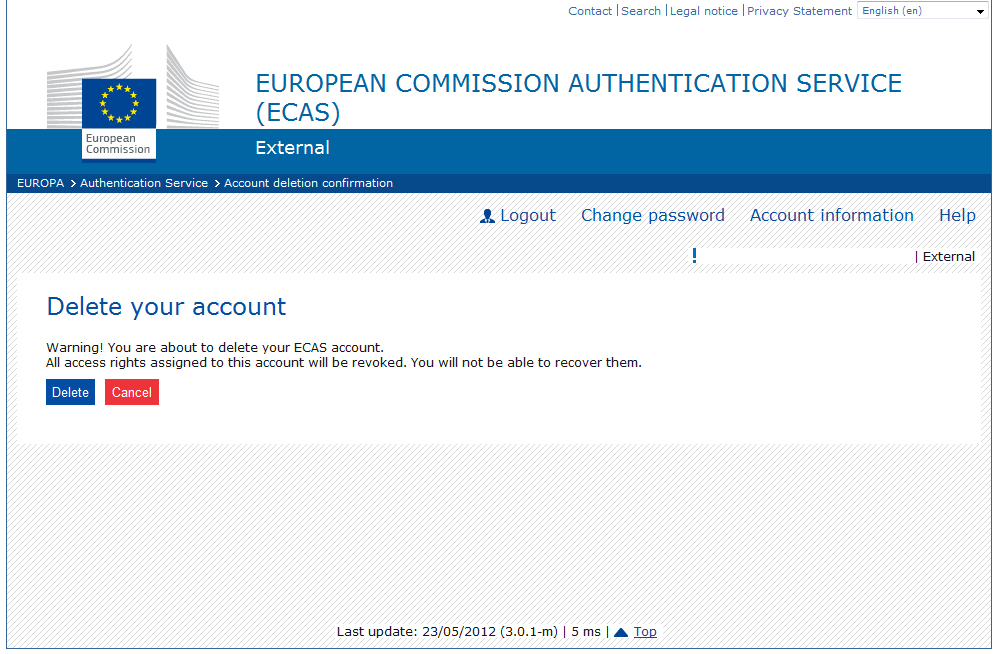 Contact | Search | Legal notice | Privacy Statement English (en)
EUROPEAN COMMISSION AUTHENTICATION SERVICE
(ECAS)
European
Commission
External
EUROPA > Authentication Service > Account deletion confirmation
Logout Change password Account information Help
! | External
Delete your account
Warning! You are about to delete your ECAS account.
All access rights assigned to this account will be revoked. You will not be able to recover them.
Delete Cancel
Last update: 23/05/2012 (3.0.1-m) | 5 ms | Top